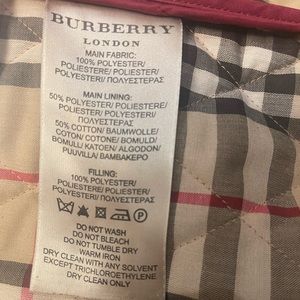 BURBERRY
LONDON
MAIN FABRIC:
100% POLYESTER/
POLIESTERE/ POLIESTER/
POLYESTER/ ΠΟΛΥΕΣΤΕΡΑΣ
MAIN LINING:
50% POLYESTER/ POLIESTERE/
POLIESTER/ POLYESTER/
ΠΟΛΥΕΣΤΕΡΑΣ
50% COTTON/ BAUMWOLLE/
COTON/ COTONE/ BOMULD/
BOMULL/ KATOEN/ ALGODON/
PUUVILLA/ ΒΑΜΒΑΚΕΡΟ
FILLING:
100% POLYESTER/
POLIESTERE/ POLIESTER/
POLYESTER/ ΠΟΛΥΕΣΤΕΡΑΣ
DO NOT WASH
DO NOT BLEACH
DO NOT TUMBLE DRY
WARM IRON
DRY CLEAN WITH ANY SOLVENT
EXCEPT TRICHLOROETHYLENE
DRY CLEAN ONLY